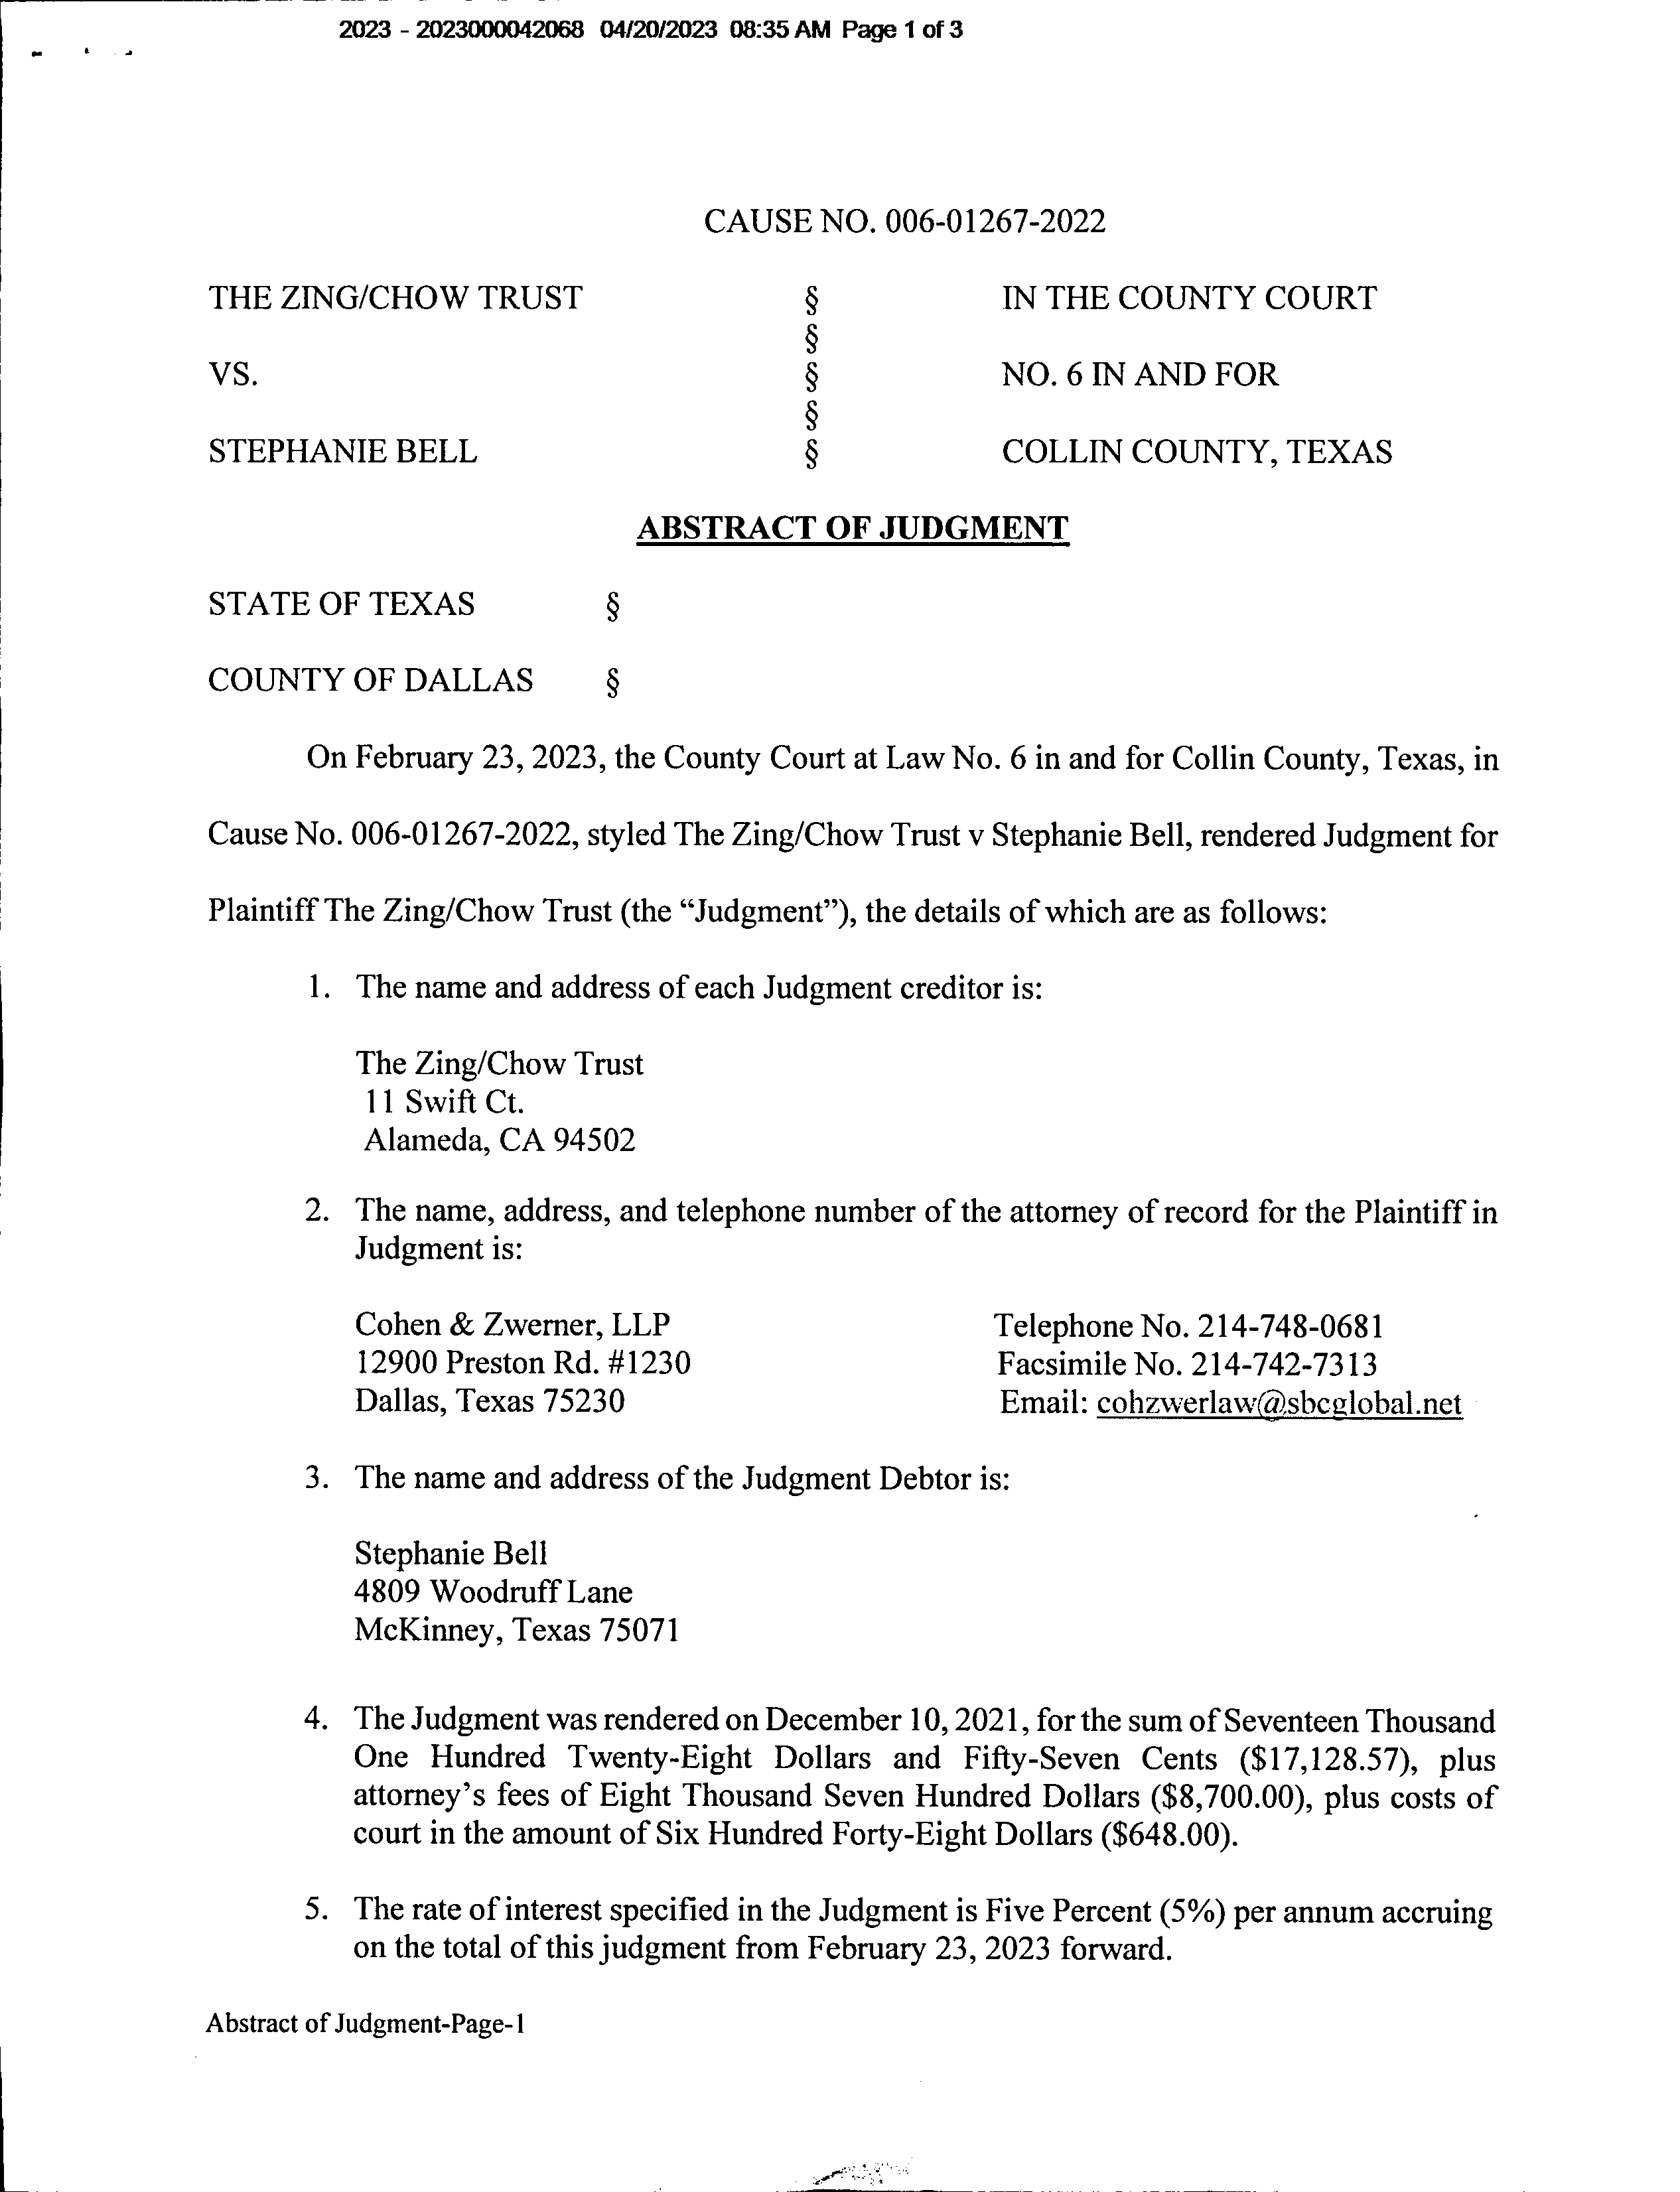 2023 - 2023000042068 04/20/2023 08:35 AM Page 1 of 3
CAUSE NO. 006-01267-2022
THE ZING/CHOW TRUST § IN THE COUNTY COURT
§
VS. § NO. 6 IN AND FOR
§
STEPHANIE BELL § COLLIN COUNTY, TEXAS
ABSTRACT OF JUDGMENT
STATE OF TEXAS §
COUNTY OF DALLAS §
On February 23, 2023, the County Court at Law No. 6 in and for Collin County, Texas, in
Cause No. 006-01267-2022, styled The Zing/Chow Trust v Stephanie Bell, rendered Judgment for
Plaintiff The Zing/Chow Trust (the “Judgment”), the details of which are as follows:
1. The name and address of each Judgment creditor is:
The Zing/Chow Trust
11 Swift Ct.
Alameda, CA 94502
2. The name, address, and telephone number of the attorney of record for the Plaintiff in
Judgment is:
Cohen & Zwerner, LLP Telephone No. 214-748-0681
12900 Preston Rd. #1230 Facsimile No. 214-742-7313
Dallas, Texas 75230 Email: cohzwerlaw@sbcglobal.net
3. The name and address of the Judgment Debtor is:
Stephanie Bell
4809 Woodruff Lane
McKinney, Texas 75071
4. The Judgment was rendered on December 10, 2021, for the sum of Seventeen Thousand
One Hundred Twenty-Eight Dollars and Fifty-Seven Cents ($17,128.57), plus
attorney’s fees of Eight Thousand Seven Hundred Dollars ($8,700.00), plus costs of
court in the amount of Six Hundred Forty-Eight Dollars ($648.00).
5. The rate of interest specified in the Judgment is Five Percent (5%) per annum accruing
on the total of this judgment from February 23, 2023 forward.
Abstract of Judgment-Page-1